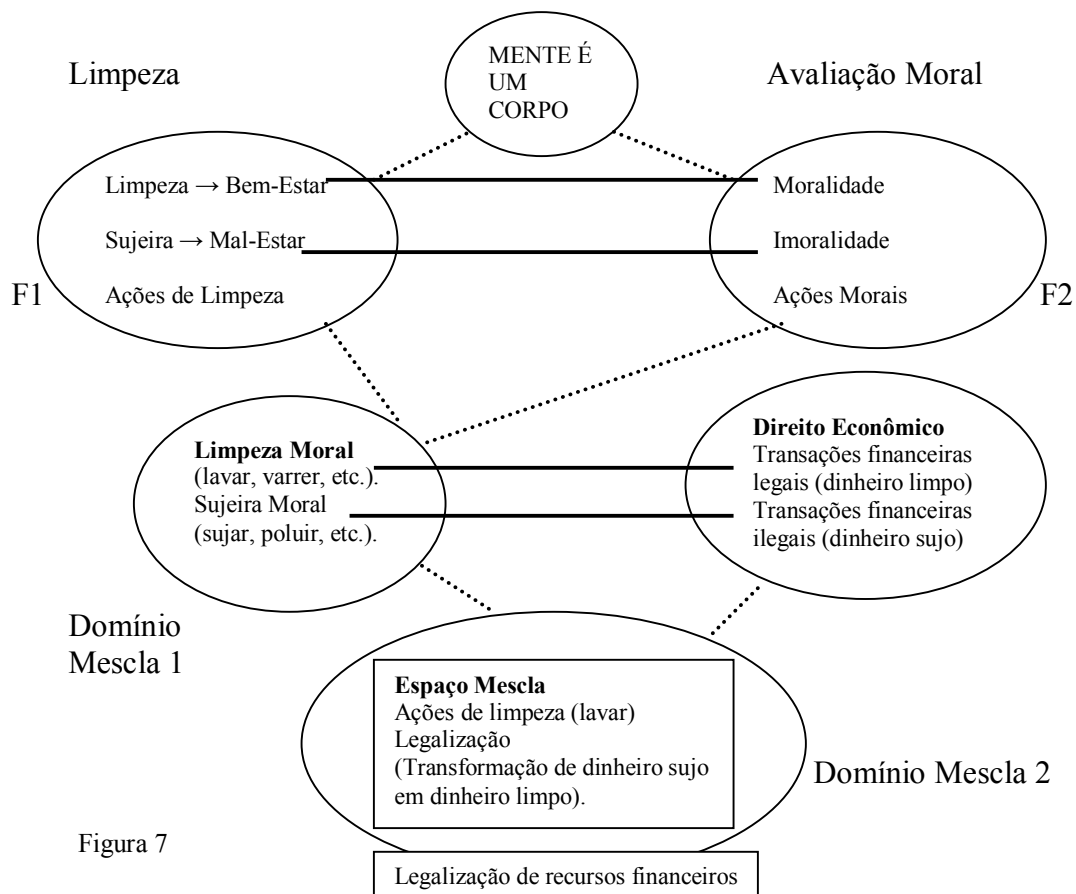 Limpeza
MENTE É
UM
CORPO
Avaliação Moral
Limpeza → Bem-Estar
Sujeira → Mal-Estar
Ações de Limpeza
F1
Moralidade
Imoralidade
Ações Morais
F2
Limpeza Moral
(lavar, varrer, etc.).
Sujeira Moral
(sujar, poluir, etc.).
Direito Econômico
Transações financeiras
legais (dinheiro limpo)
Transações financeiras
ilegais (dinheiro sujo)
Domínio
Mescla 1
Espaço Mescla
Ações de limpeza (lavar)
Legalização
(Transformação de dinheiro sujo
em dinheiro limpo).
Domínio Mescla 2
Figura 7
Legalização de recursos financeiros